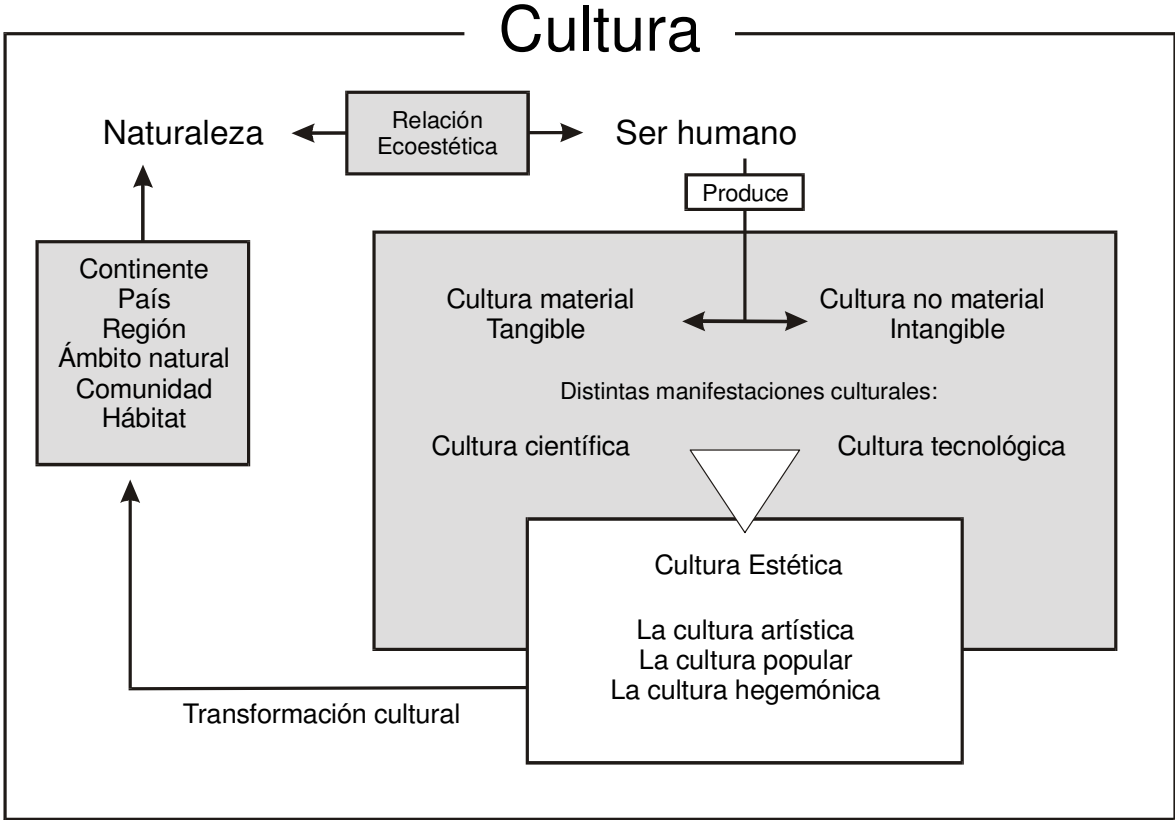 Cultura
Naturaleza
Relación
Ecoestética
Ser humano
Produce
Continente
País
Región
Ámbito natural
Comunidad
Hábitat
Cultura material
Tangible
Cultura no material
Intangible
Distintas manifestaciones culturales:
Cultura científica
Cultura tecnológica
Cultura Estética
La cultura artística
La cultura popular
La cultura hegemónica
Transformación cultural